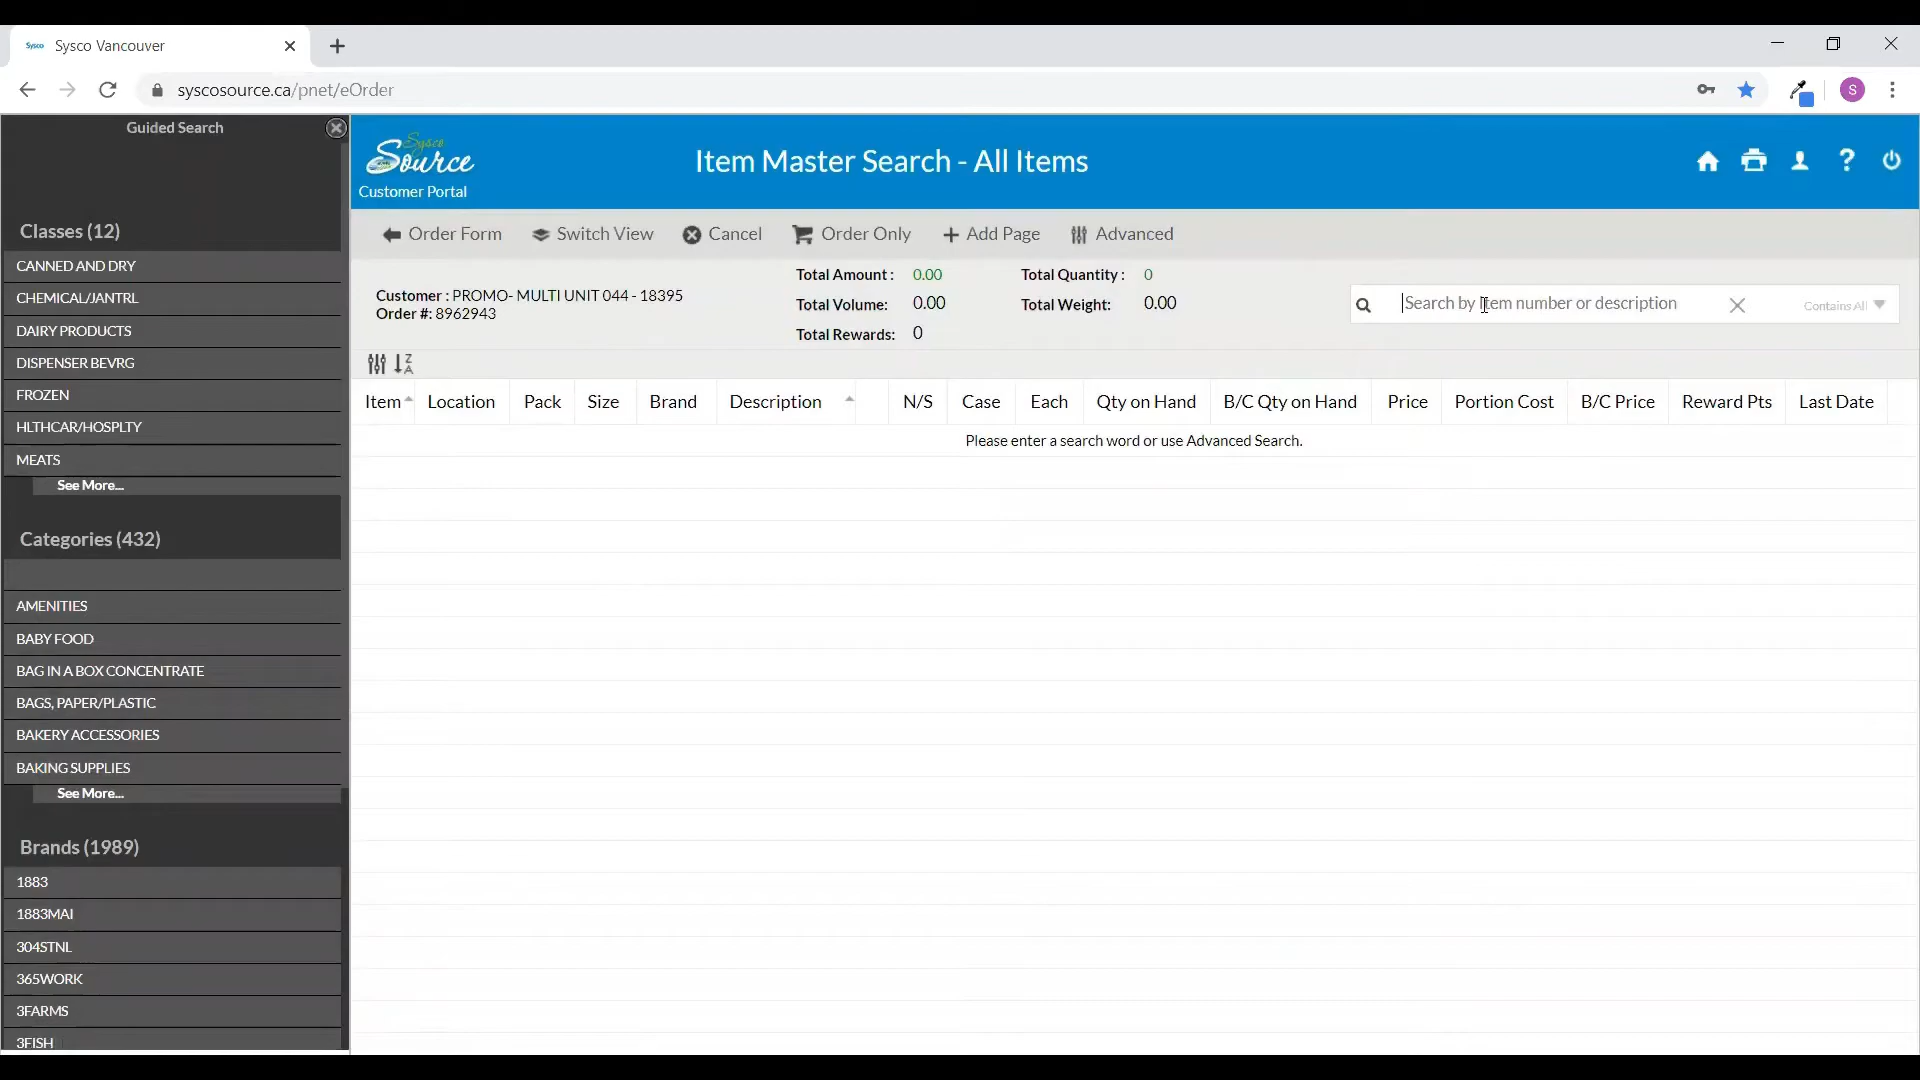 Sysco Sysco Vancouver
syscosource.ca/pnet/eOrder
S
Guided Search
Classes (12)
CANNED AND DRY
CHEMICAL/JANTRL
DAIRY PRODUCTS
DISPENSER BEVRG
FROZEN
HLTHCAR/HOSPLTY
MEATS
See More...
Categories (432)
AMENITIES
BABY FOOD
BAG IN A BOX CONCENTRATE
BAGS, PAPER/PLASTIC
BAKERY ACCESSORIES
BAKING SUPPLIES
See More...
Brands (1989)
1883
1883MAI
304STNL
365WORK
3FARMS
3FISH
Sysco
Source
Customer Portal
Item Master Search - All Items
?
Order Form Switch View Cancel Order Only Add Page Advanced
Customer : PROMO- MULTI UNIT 044 - 18395
Order #: 8962943
Total Amount : 0.00 Total Quantity : 0
Total Volume: 0.00 Total Weight: 0.00
Total Rewards: 0
Search by Item number or description
Contains All
Z
A
Item Location Pack Size Brand Description N/S Case Each Qty on Hand B/C Qty on Hand Price Portion Cost B/C Price Reward Pts Last Date
Please enter a search word or use Advanced Search.